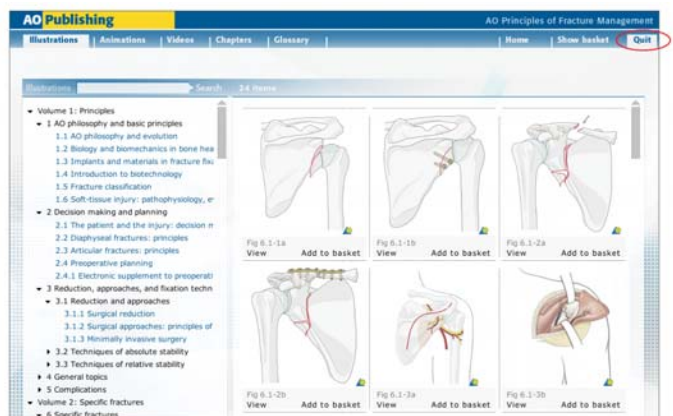 AO Publishing
AO Principles of Fracture Management
Illustrations | Animations | Videos | Chapters | Glossary |
| Home | Show basket | Quit
Illustrations Search 24 items
Volume 1: Principles
1 AO philosophy and basic principles
1.1 AO philosophy and evolution
1.2 Biology and biomechanics in bone hea
1.3 Implants and materials in fracture fix
1.4 Introduction to biotechnology
1.5 Fracture classification
1.6 Soft-tissue injury: pathophysiology, e
2 Decision making and planning
2.1 The patient and the injury: decision m
2.2 Diaphyseal fractures: principles
2.3 Articular fractures: principles
2.4 Preoperative planning
2.4.1 Electronic supplement to preoperati
3 Reduction, approaches, and fixation techn
3.1 Reduction and approaches
3.1.1 Surgical reduction
3.1.2 Surgical approaches: principles of
3.1.3 Minimally invasive surgery
3.2 Techniques of absolute stability
3.3 Techniques of relative stability
4 General topics
5 Complications
Volume 2: Specific fractures
6 Specific fractures
Fig 6.1-1a
View Add to basket
Fig 6.1-1b
View Add to basket
Fig 6.1-2a
View Add to basket
Fig 6.1-2b
View Add to basket
Fig 6.1-3a
View Add to basket
Fig 6.1-3b
View Add to basket